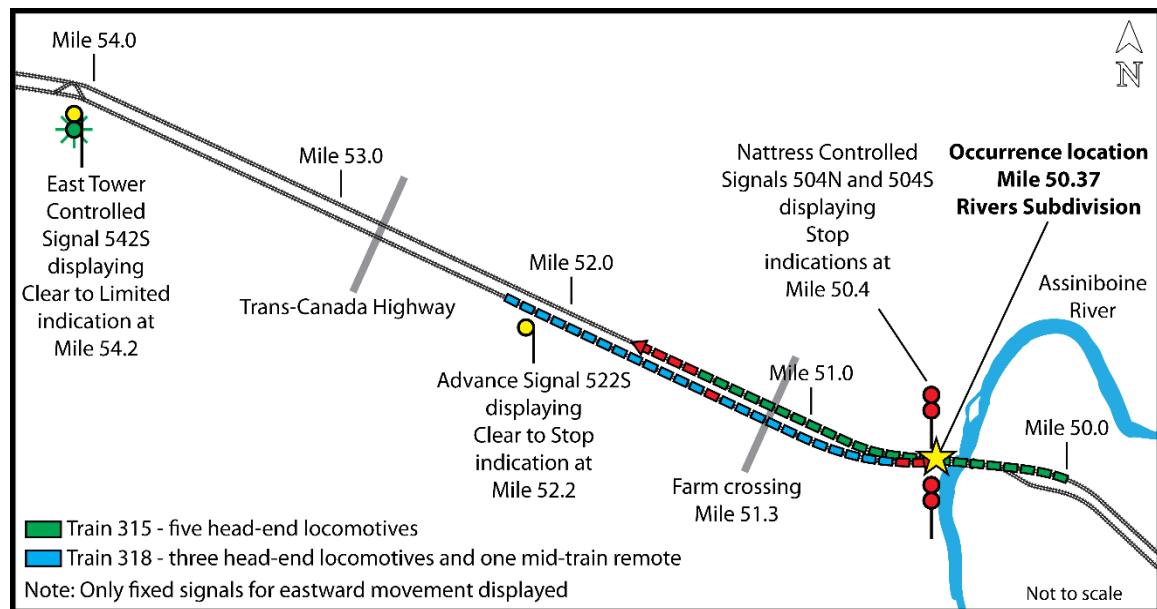 Mile 54.0
N
East Tower
Controlled
Signal 542S
displaying
Clear to Limited
indication at
Mile 54.2
Mile 53.0
Trans-Canada Highway
Mile 52.0
Advance Signal 522S
displaying
Clear to Stop
indication at
Mile 52.2
Nattress Controlled
Signals 504N and 504S
displaying
Stop
indications at
Mile 50.4
Occurrence location
Mile 50.37
Rivers Subdivision
Assiniboine
River
Mile 51.0
Mile 50.0
Farm crossing
Mile 51.3
Train 315 - five head-end locomotives
Train 318 - three head-end locomotives and one mid-train remote
Note: Only fixed signals for eastward movement displayed
Not to scale